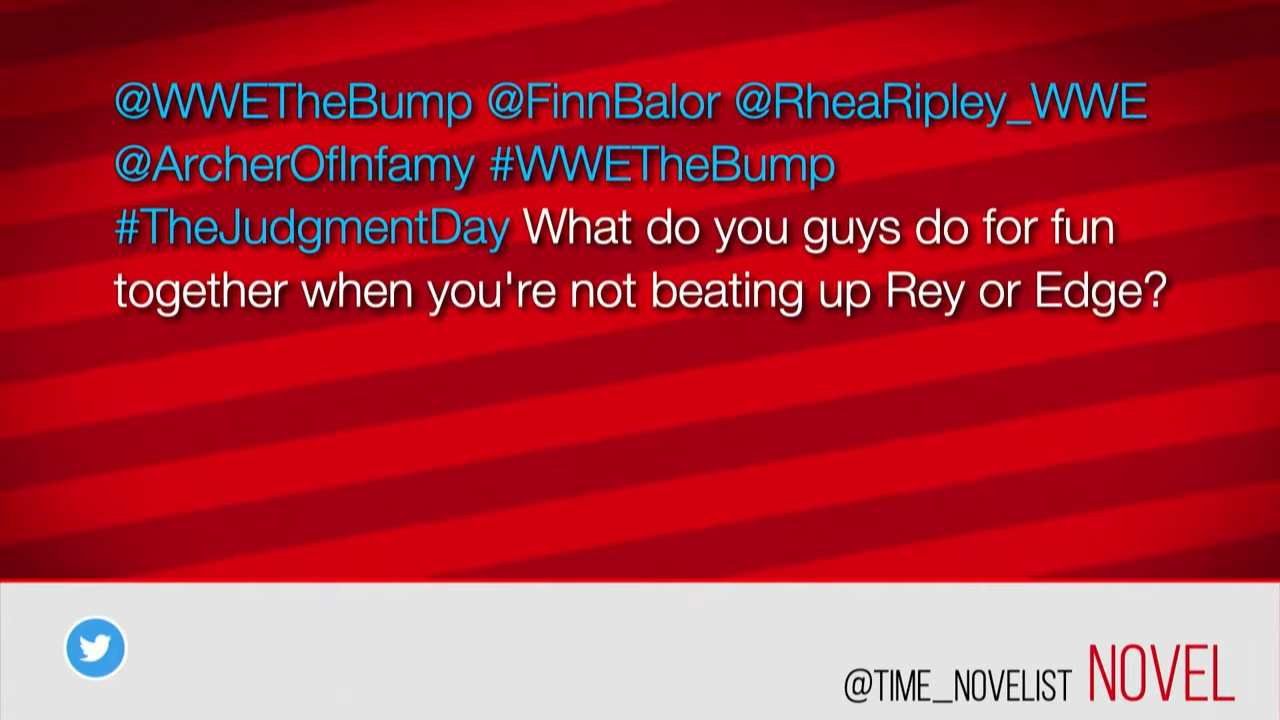 @WWETheBump @FinnBalor @RheaRipley_WWE
@ArcherOfInfamy #WWETheBump
#TheJudgmentDay What do you guys do for fun
together when you're not beating up Rey or Edge?
@TIME_NOVELIST NOVEL